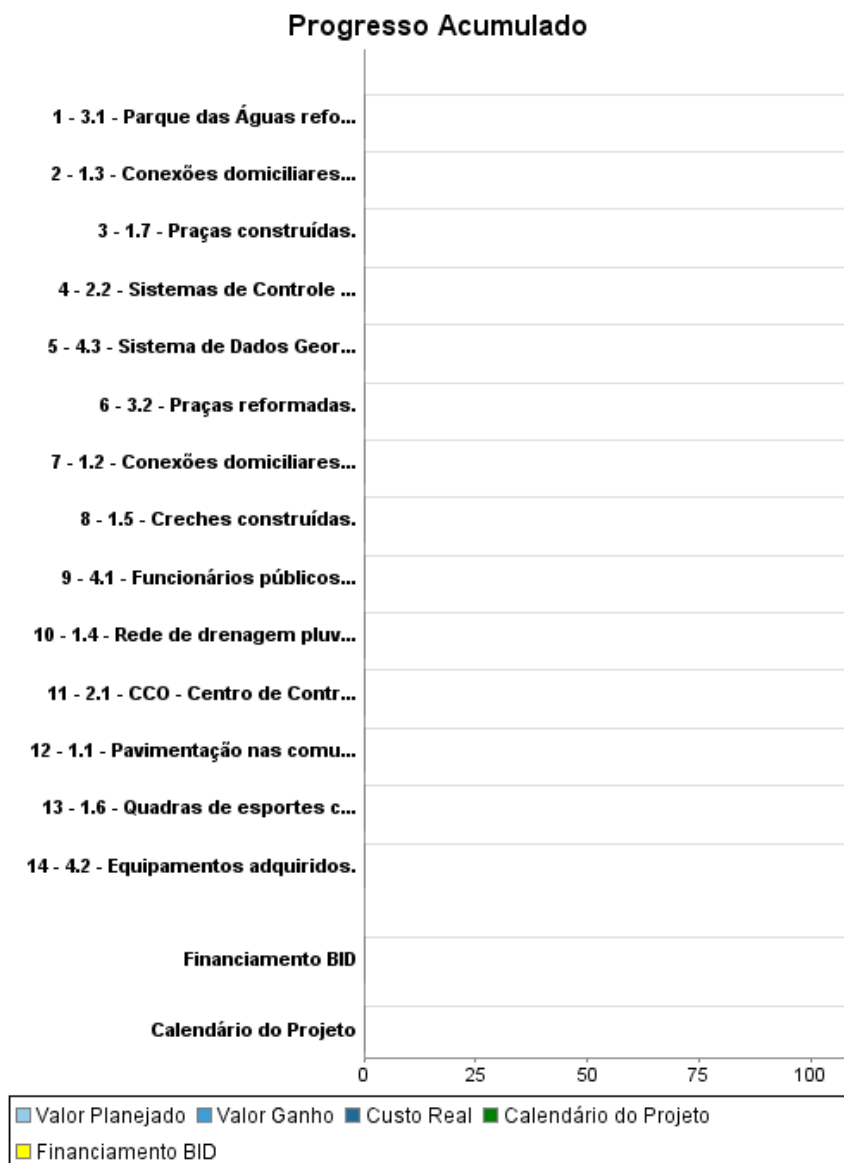 Progresso Acumulado
1 - 3.1 - Parque das Águas refo...
2 - 1.3 - Conexões domiciliares...
3 - 1.7 - Praças construídas.
4 - 2.2 - Sistemas de Controle ...
5 - 4.3 - Sistema de Dados Geor...
6 - 3.2 - Praças reformadas.
7 - 1.2 - Conexões domiciliares...
8 - 1.5 - Creches construídas.
9 - 4.1 - Funcionários públicos...
10 - 1.4 - Rede de drenagem pluv...
11 - 2.1 - CCO - Centro de Contr...
12 - 1.1 - Pavimentação nas comu...
13 - 1.6 - Quadras de esportes c...
14 - 4.2 - Equipamentos adquiridos.
Financiamento BID
Calendário do Projeto
0 25 50 75 100
Valor Planejado Valor Ganho Custo Real Calendário do Projeto
Financiamento BID